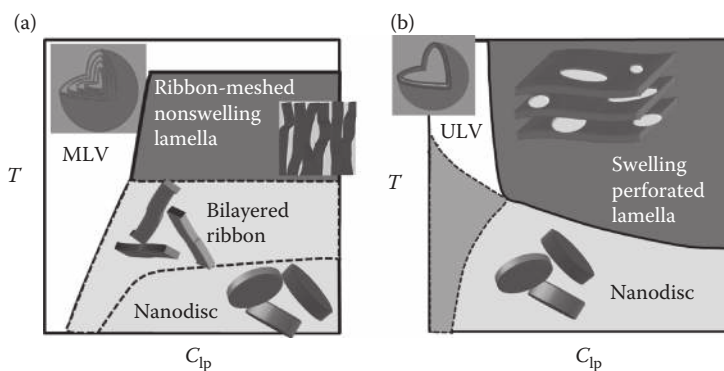 (a)
Ribbon-meshed
nonswelling
lamella
MLV
T
Bilayered
ribbon
Nanodisc
C_lp
(b)
ULV
T
Swelling
perforated
lamella
Nanodisc
C_lp